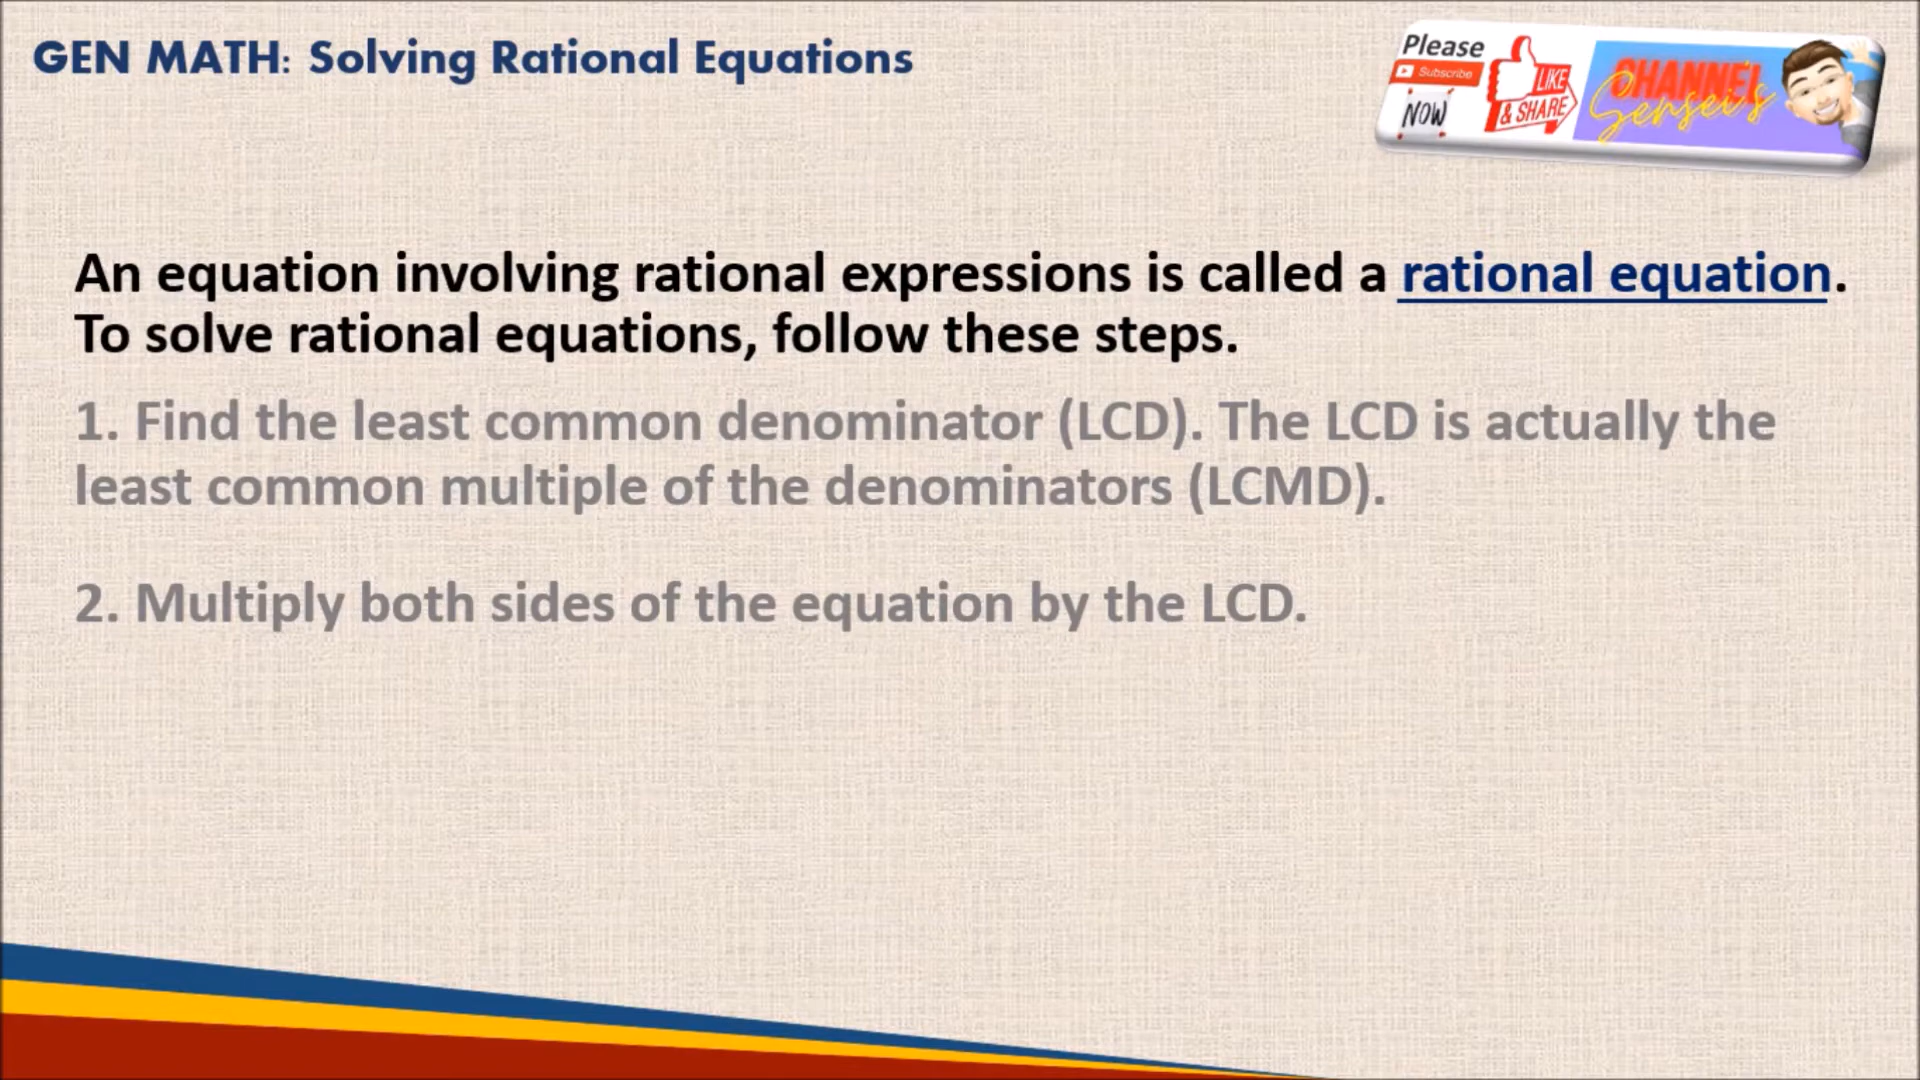 GEN MATH: Solving Rational Equations
Please
Subscribe
NOW
LIKE
& SHARE
CHANNEL
Sensei's
An equation involving rational expressions is called a rational equation.
To solve rational equations, follow these steps.
1. Find the least common denominator (LCD). The LCD is actually the
least common multiple of the denominators (LCMD).
2. Multiply both sides of the equation by the LCD.